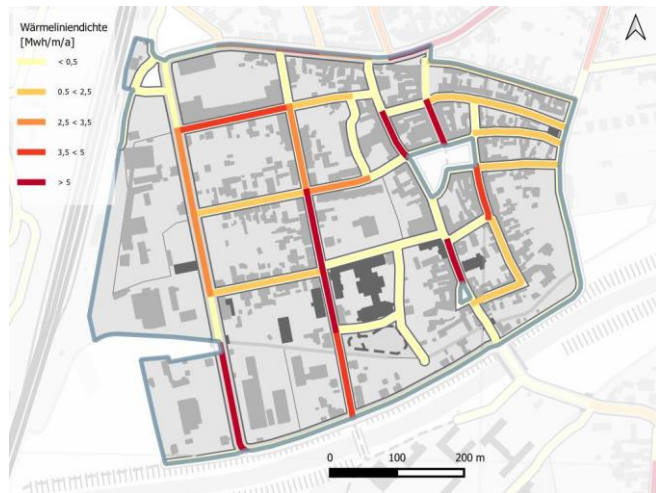 Wärmeliniendichte
[Mwh/m/a]
< 0,5
0.5 < 2,5
2,5 < 3,5
3,5 < 5
> 5
0 100 200 m